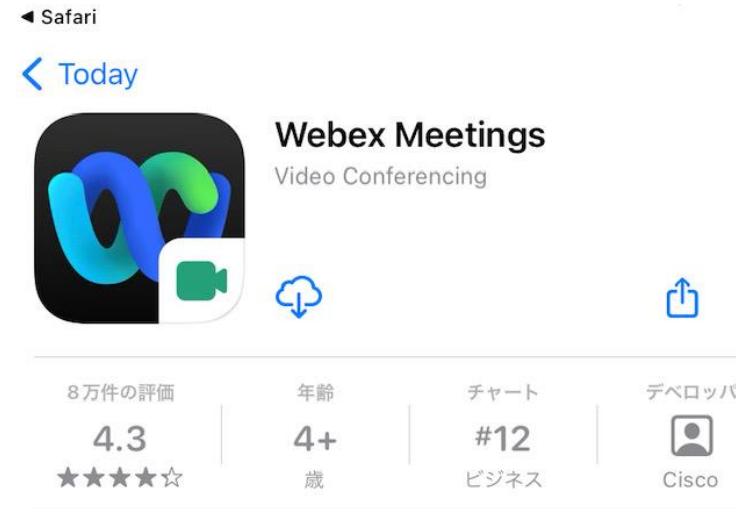 ◀ Safari
Today
Webex Meetings
Video Conferencing
8万件の評価
年齢
チャート
デベロッパ
4.3
4+
#12
★★★★☆
歳
ビジネス
Cisco